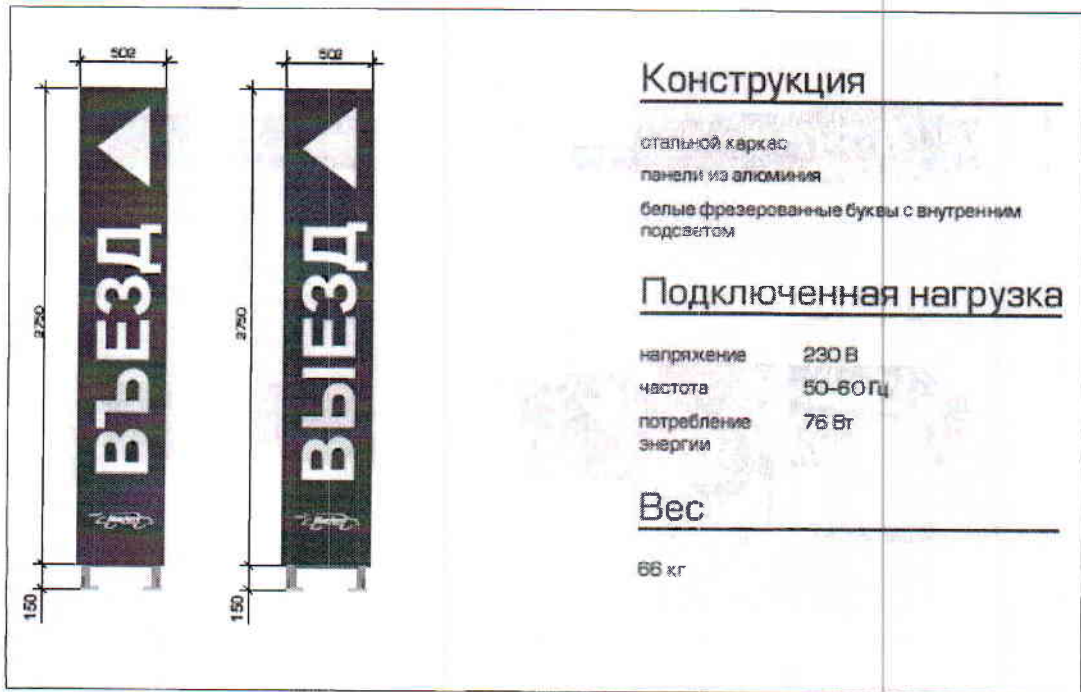 502
502
2750
2750
ВЪЕЗД
ВЫЕЗД
150
150
Конструкция
стальной каркас
панели из алюминия
белые фрезерованные буквы с внутренним
подсветом
Подключенная нагрузка
напряжение 230 В
частота 50-60 Гц
потребление 76 Вт
энергии
Вес
66 кг